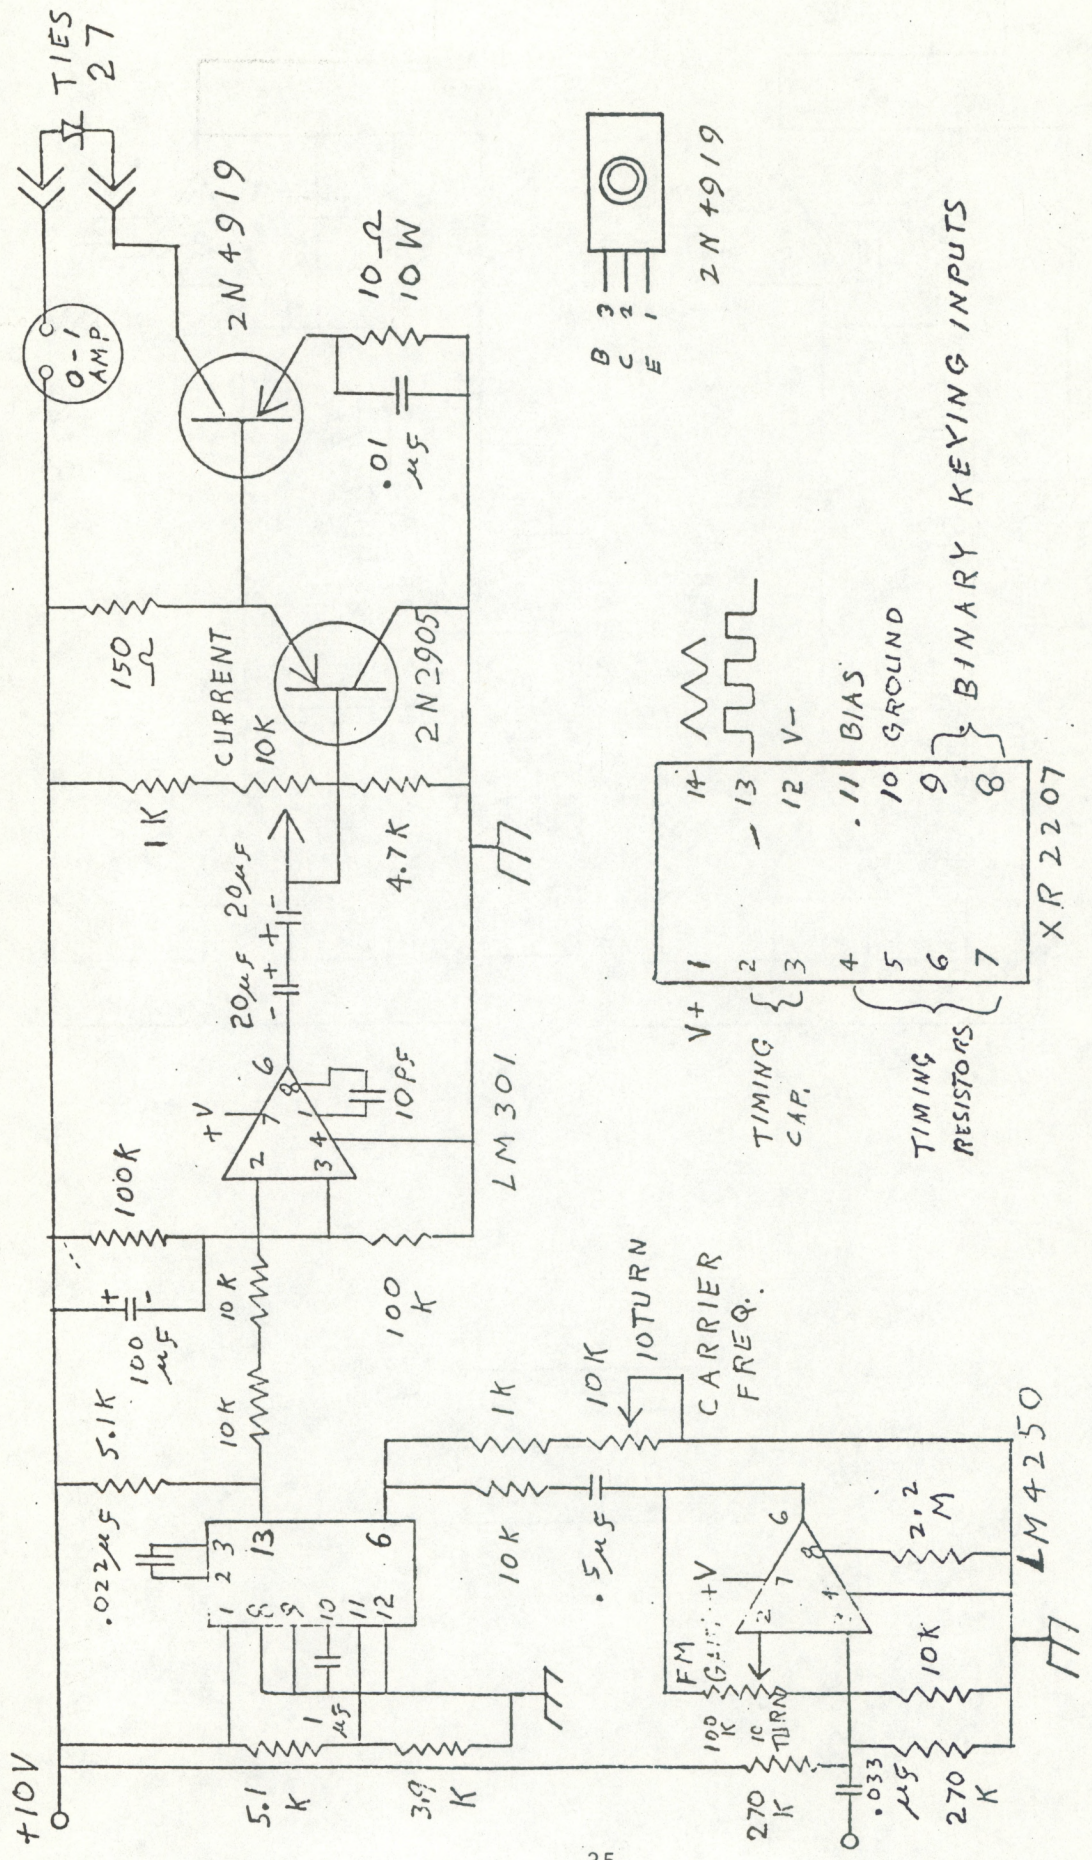 +10V
5.1
K
3.9
K
1
µf
.022µf
2 3
1
8
9
10
11
12
13
6
5.1K
100
µf
+
-
100K
10K
10K
100
K
+V
2
3
7
4
1
8
6
10Pf
LM301
20µf
- +
20µf
+ -
1K
CURRENT
10K
4.7K
150
Ω
2N2905
2N4919
.01
µf
10Ω
10W
0-1
AMP
TIES
27
10K
.5µf
1K
10K
10TURN
CARRIER
FREQ.
FM
GAIN
100
K
10
TURN
+V
2
7
6
8
4
2.2
M
10K
270
K
.033
µf
270
K
LM4250
V+ 1
2
3
TIMING
CAP.
4
5
6
7
TIMING
RESISTORS
14
13
12 V-
11 BIAS
10 GROUND
9
8
BINARY KEYING INPUTS
XR2207
B 3
C 2
E 1
2N4919
25